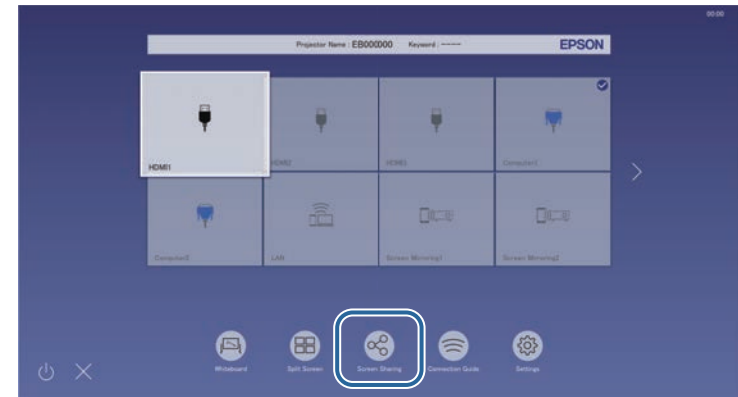 00:00
Projector Name : EB000000 Keyword : ---- EPSON
HDMI1 HDMI2 HDMI3 Computer1
Computer2 LAN Screen Mirroring1 Screen Mirroring2
Whiteboard Split Screen Screen Sharing Connection Guide Settings